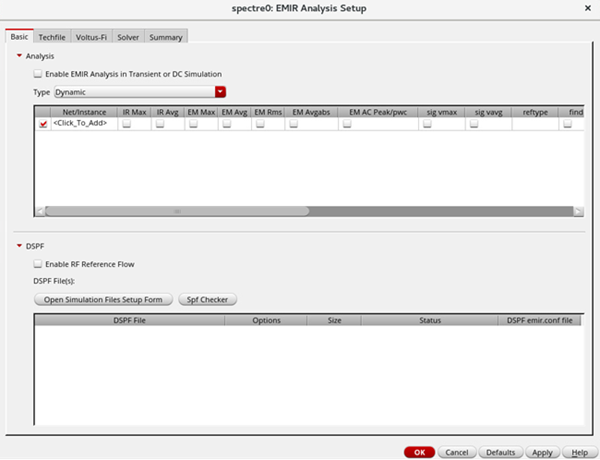 spectre0: EMIR Analysis Setup
Basic Techfile Voltus-Fi Solver Summary
Analysis
Enable EMIR Analysis in Transient or DC Simulation
Type Dynamic
Net/Instance IR Max IR Avg EM Max EM Avg EM Rms EM Avgabs EM AC Peak/pwc sig vmax sig vavg reftype find
<Click_To_Add>
DSPF
Enable RF Reference Flow
DSPF File(s):
Open Simulation Files Setup Form Spf Checker
DSPF File Options Size Status DSPF emir.conf file
OK Cancel Defaults Apply Help